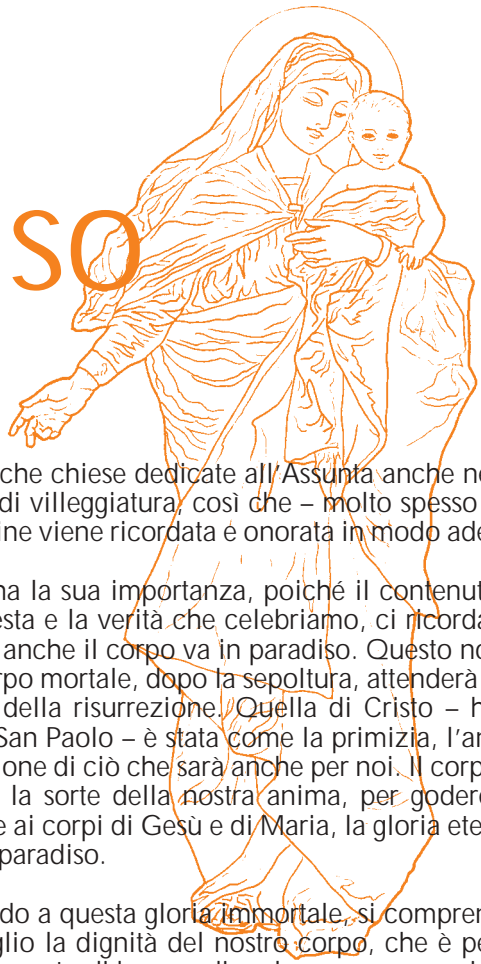 SO
che chiese dedicate all'Assunta anche ne
di villeggiatura, così che – molto spesso
ine viene ricordata e onorata in modo ade
ha la sua importanza, poiché il contenut
esta e la verità che celebriamo, ci ricorda
anche il corpo va in paradiso. Questo no
rpo mortale, dopo la sepoltura, attenderà
della risurrezione. Quella di Cristo – h
San Paolo – è stata come la primizia, l'an
one di ciò che sarà anche per noi. Il corp
la sorte della nostra anima, per godere
e ai corpi di Gesù e di Maria, la gloria ete
paradiso.
do a questa gloria immortale, si compren
glio la dignità del nostro corpo, che è pe